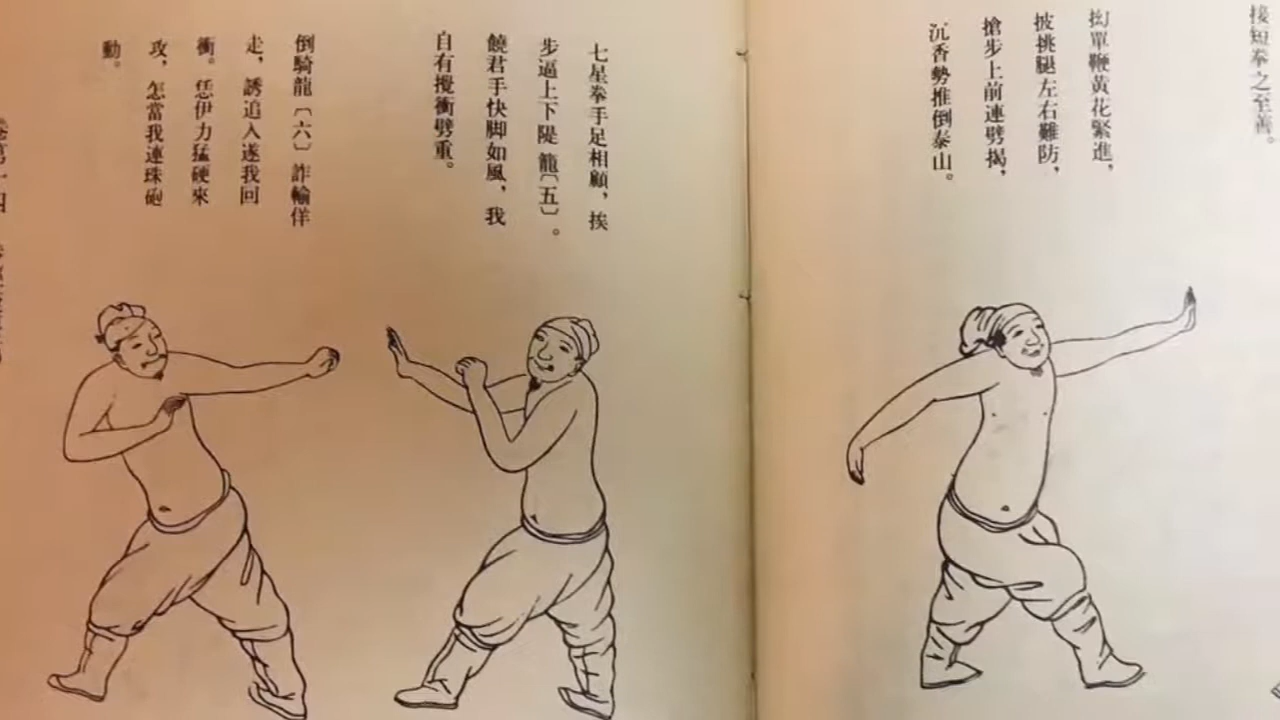 接短拳之至善。
拗單鞭黃花緊進，
披挑腿左右難防，
搶步上前連劈揭，
沉香勢推倒泰山。
七星拳手足相顧，挨
步逼上下隄籠〔五〕。
饒君手快脚如風，我
自有攪衝劈重。
倒騎龍〔六〕詐輸佯
走，誘追入遂我回
衝。恁伊力猛硬來
攻，怎當我連珠砲
動。
卷第十四